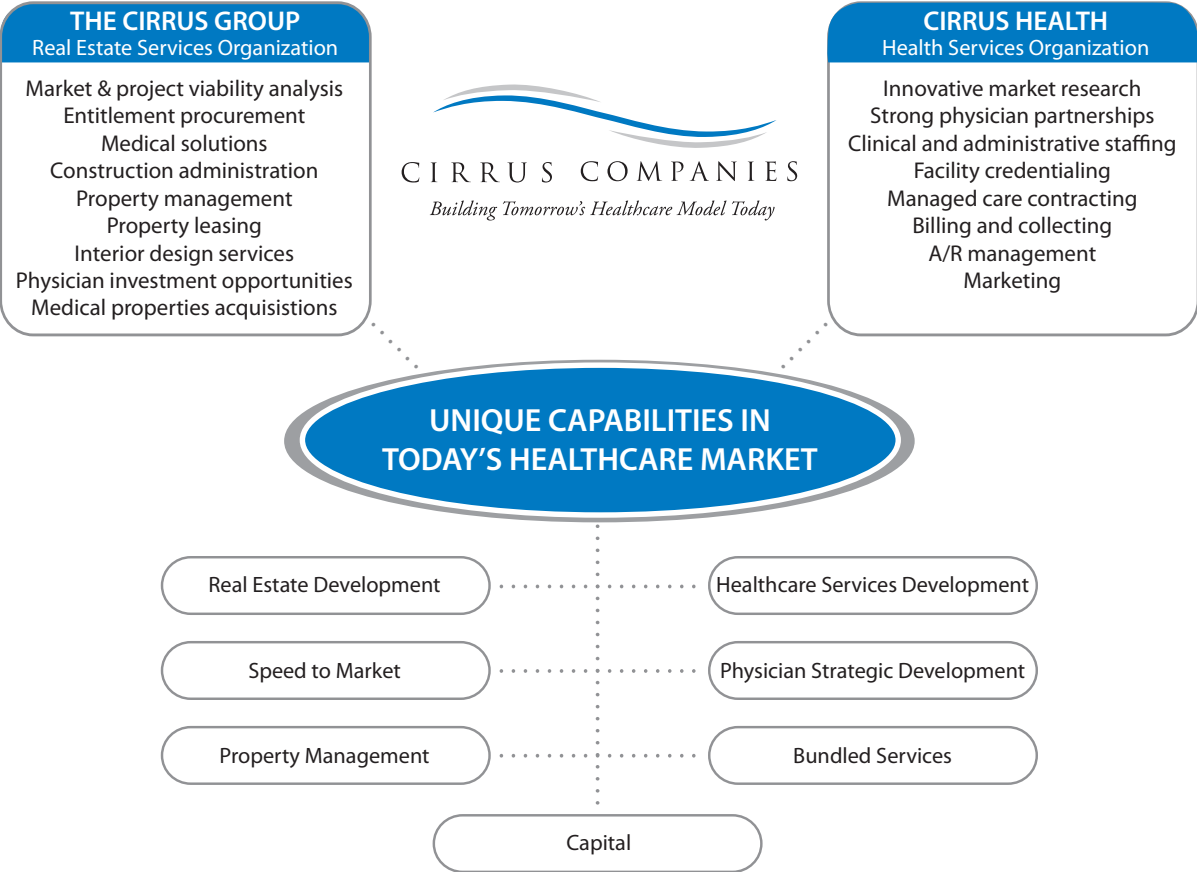 THE CIRRUS GROUP
Real Estate Services Organization
Market & project viability analysis
Entitlement procurement
Medical solutions
Construction administration
Property management
Property leasing
Interior design services
Physician investment opportunities
Medical properties acquisistions
CIRRUS COMPANIES
Building Tomorrow's Healthcare Model Today
CIRRUS HEALTH
Health Services Organization
Innovative market research
Strong physician partnerships
Clinical and administrative staffing
Facility credentialing
Managed care contracting
Billing and collecting
A/R management
Marketing
UNIQUE CAPABILITIES IN
TODAY'S HEALTHCARE MARKET
Real Estate Development
Healthcare Services Development
Speed to Market
Physician Strategic Development
Property Management
Bundled Services
Capital